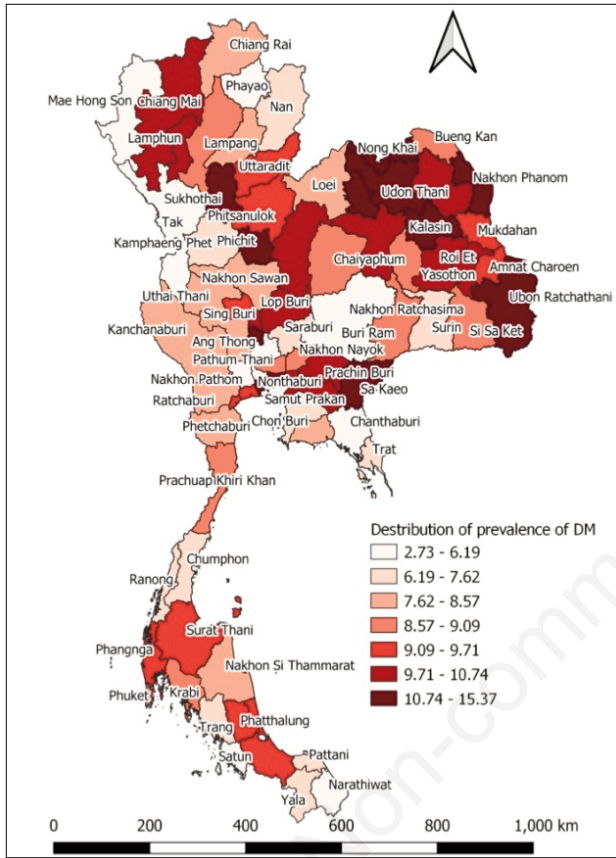 Chiang Rai
Phayao
Mae Hong Son
Chiang Mai
Nan
Lamphun
Lampang
Uttaradit
Bueng Kan
Nong Khai
Loei
Udon Thani
Nakhon Phanom
Sukhothai
Tak
Phitsanulok
Kalasin
Mukdahan
Kamphaeng Phet
Phichit
Chaiyaphum
Roi Et
Yasothon
Amnat Charoen
Nakhon Sawan
Ubon Ratchathani
Uthai Thani
Lop Buri
Sing Buri
Nakhon Ratchasima
Kanchanaburi
Saraburi
Buri Ram
Surin
Si Sa Ket
Ang Thong
Nakhon Nayok
Pathum Thani
Prachin Buri
Nakhon Pathom
Nonthaburi
Sa Kaeo
Ratchaburi
Samut Prakan
Phetchaburi
Chon Buri
Chanthaburi
Trat
Prachuap Khiri Khan
Destribution of prevalence of DM
2.73 - 6.19
6.19 - 7.62
7.62 - 8.57
8.57 - 9.09
9.09 - 9.71
9.71 - 10.74
10.74 - 15.37
Chumphon
Ranong
Surat Thani
Phangnga
Nakhon Si Thammarat
Phuket
Krabi
Trang
Phatthalung
Satun
Pattani
Yala
Narathiwat
0 200 400 600 800 1,000 km
Non-comm